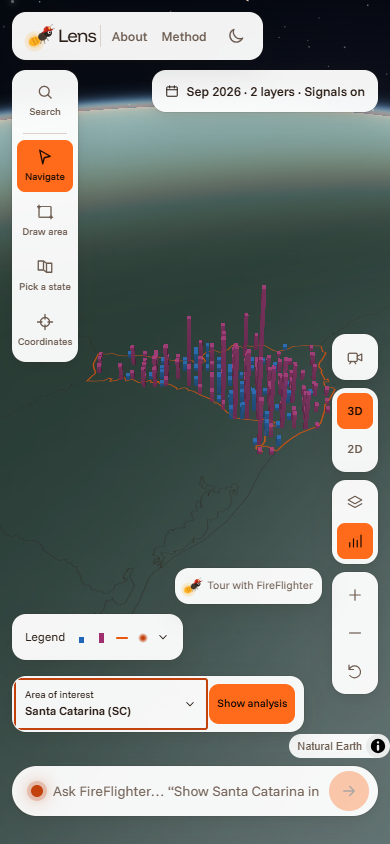 Lens
About
Method
Search
Sep 2026 · 2 layers · Signals on
Navigate
Draw area
Pick a state
Coordinates
3D
2D
Tour with FireFlighter
Legend
Area of interest
Santa Catarina (SC)
Show analysis
Natural Earth
Ask FireFlighter... “Show Santa Catarina in